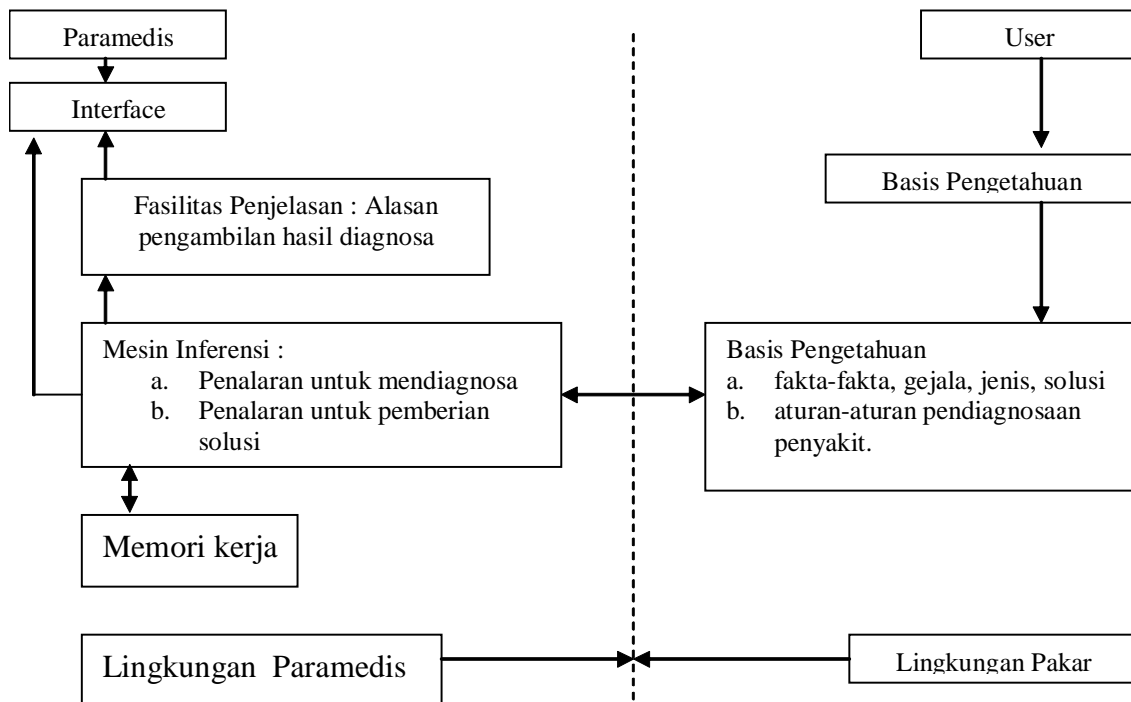 Paramedis
Interface
Fasilitas Penjelasan : Alasan
pengambilan hasil diagnosa
Mesin Inferensi :
a. Penalaran untuk mendiagnosa
b. Penalaran untuk pemberian
solusi
Memori kerja
Lingkungan Paramedis
User
Basis Pengetahuan
Basis Pengetahuan
a. fakta-fakta, gejala, jenis, solusi
b. aturan-aturan pendiagnosaan
penyakit.
Lingkungan Pakar